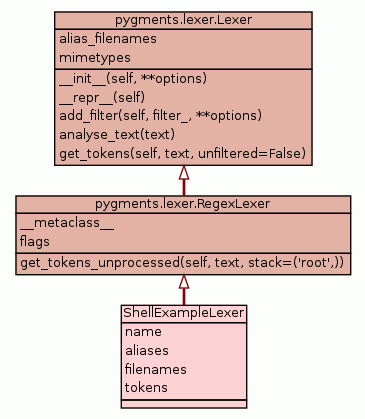 pygments.lexer.Lexer
alias_filenames
mimetypes
__init__(self, **options)
__repr__(self)
add_filter(self, filter_, **options)
analyse_text(text)
get_tokens(self, text, unfiltered=False)
pygments.lexer.RegexLexer
__metaclass__
flags
get_tokens_unprocessed(self, text, stack=('root',))
ShellExampleLexer
name
aliases
filenames
tokens